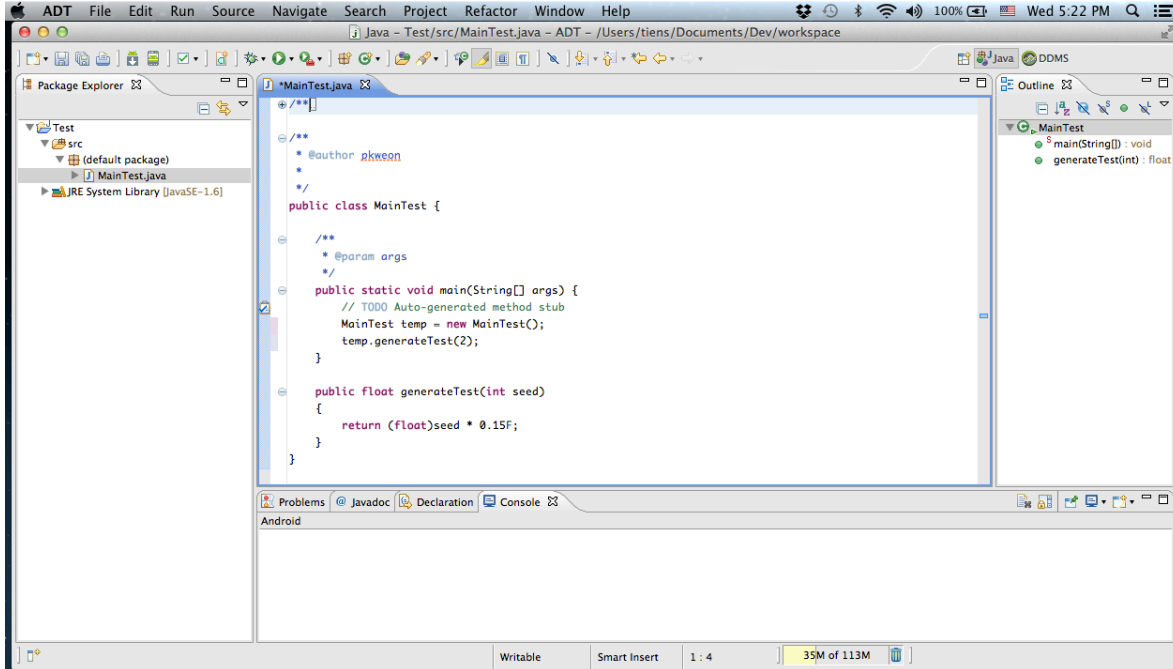 ADT File Edit Run Source Navigate Search Project Refactor Window Help 100% Wed 5:22 PM
Java – Test/src/MainTest.java – ADT – /Users/tiens/Documents/Dev/workspace
Java DDMS
Package Explorer
Test
src
(default package)
MainTest.java
JRE System Library [JavaSE-1.6]
*MainTest.java
/**
/**
* @author pkweon
*
*/
public class MainTest {
/**
* @param args
*/
public static void main(String[] args) {
// TODO Auto-generated method stub
MainTest temp = new MainTest();
temp.generateTest(2);
}
public float generateTest(int seed)
{
return (float)seed * 0.15F;
}
}
Outline
MainTest
main(String[]) : void
generateTest(int) : float
Problems @ Javadoc Declaration Console
Android
Writable Smart Insert 1 : 4 35M of 113M